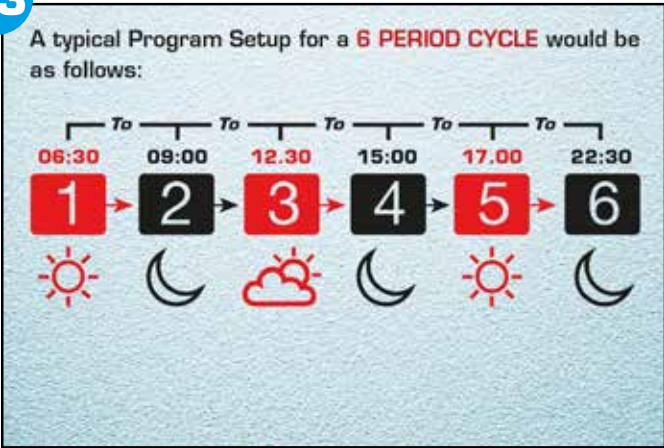 3
A typical Program Setup for a 6 PERIOD CYCLE would be
as follows:
To To To To To
06:30 09:00 12.30 15:00 17.00 22:30
1 2 3 4 5 6